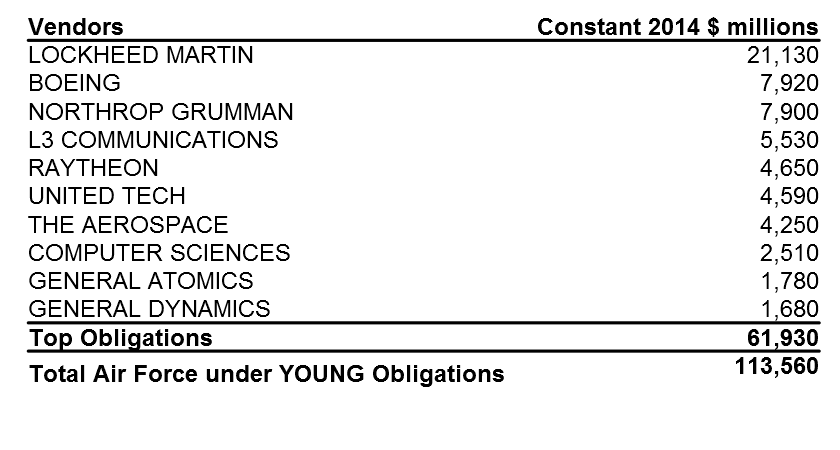 Vendors Constant 2014 $ millions
LOCKHEED MARTIN 21,130
BOEING 7,920
NORTHROP GRUMMAN 7,900
L3 COMMUNICATIONS 5,530
RAYTHEON 4,650
UNITED TECH 4,590
THE AEROSPACE 4,250
COMPUTER SCIENCES 2,510
GENERAL ATOMICS 1,780
GENERAL DYNAMICS 1,680
Top Obligations 61,930
Total Air Force under YOUNG Obligations 113,560